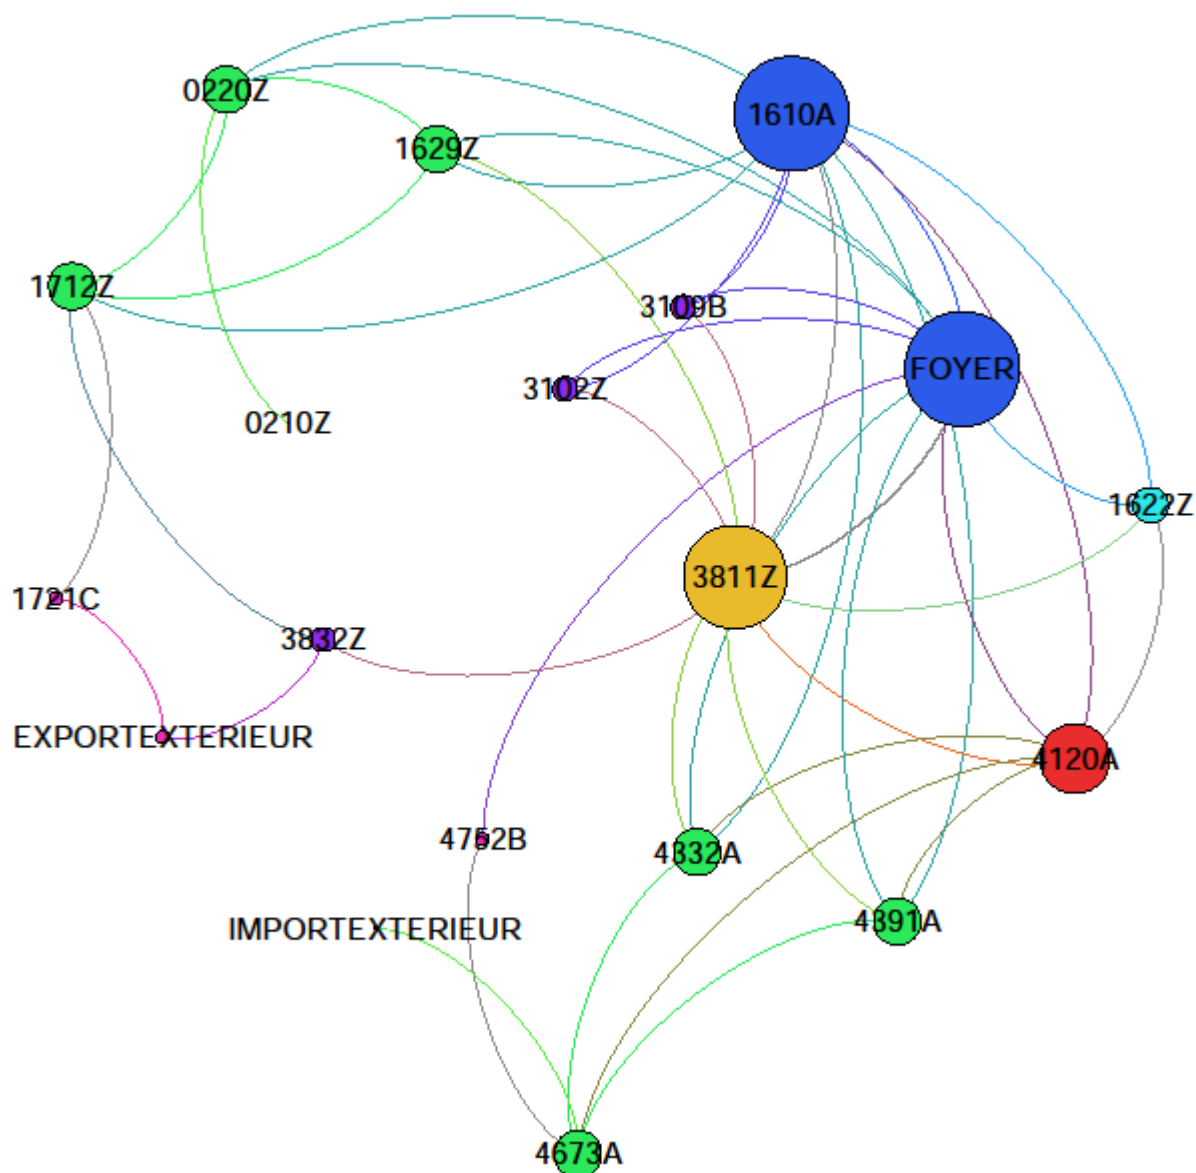 0220Z
1610A
1629Z
1712Z
3109B
FOYER
3102Z
0210Z
1622Z
3811Z
1721C
3832Z
EXPORTEXTERIEUR
4120A
4752B
4332A
IMPORTEXTERIEUR
4391A
4673A